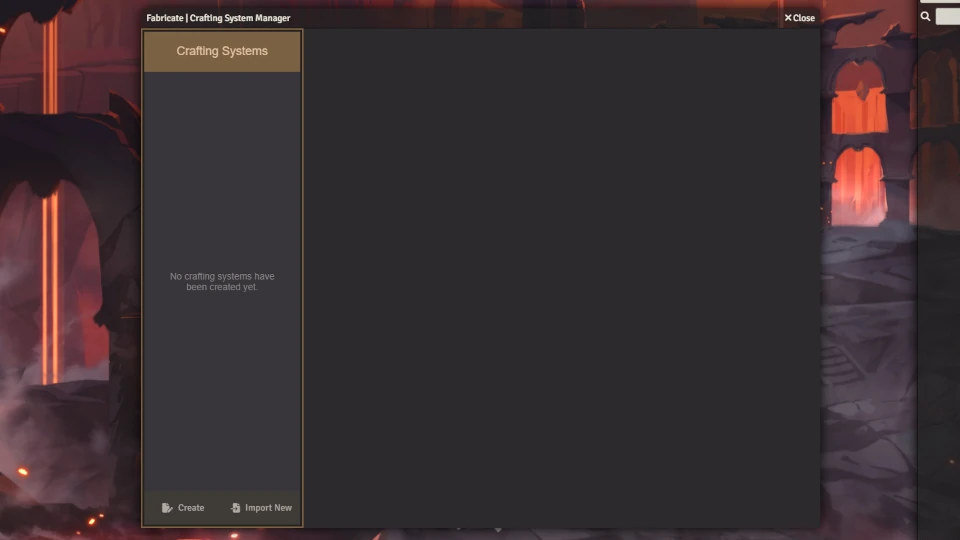 Fabricate | Crafting System Manager
Close
Crafting Systems
No crafting systems have
been created yet.
Create
Import New